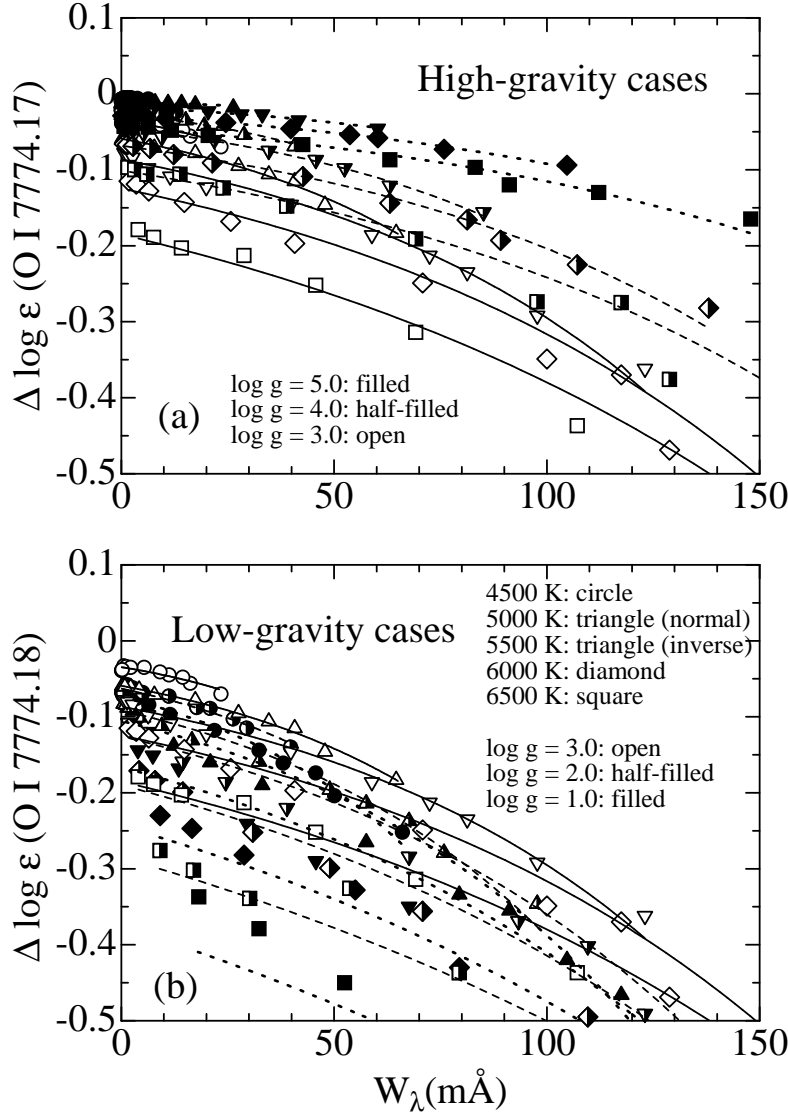 0.1
0
-0.1
-0.2
-0.3
-0.4
-0.5
Δ log ε (O I 7774.17)
High-gravity cases
log g = 5.0: filled
log g = 4.0: half-filled
log g = 3.0: open
(a)
0
50
100
150
0.1
0
-0.1
-0.2
-0.3
-0.4
-0.5
Δ log ε (O I 7774.18)
Low-gravity cases
4500 K: circle
5000 K: triangle (normal)
5500 K: triangle (inverse)
6000 K: diamond
6500 K: square
log g = 3.0: open
log g = 2.0: half-filled
log g = 1.0: filled
(b)
0
50
100
150
Wλ(mÅ)